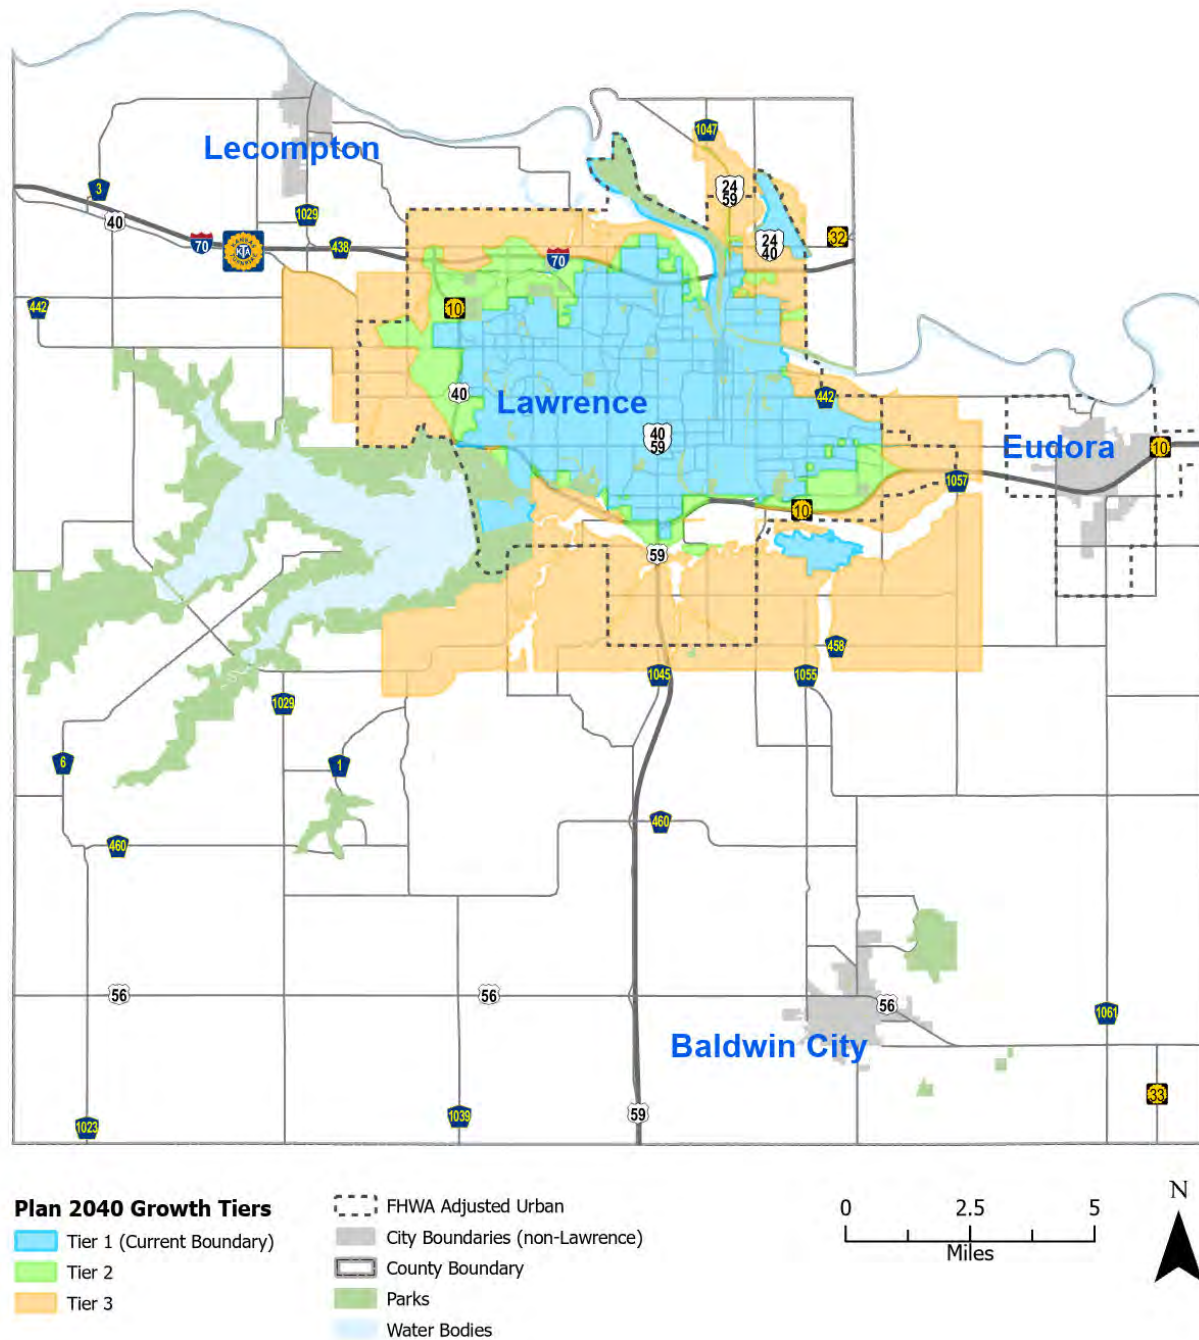 1047
Lecompton
24
59
3
40
1029
32
24
40
70
KANSAS
KTA
TURNPIKE
438
70
442
10
40
Lawrence
442
40
59
Eudora
10
1057
10
59
458
1029
1045
1055
6
1
460
460
56
56
56
1061
Baldwin City
33
1023
1039
59
Plan 2040 Growth Tiers
Tier 1 (Current Boundary)
Tier 2
Tier 3
FHWA Adjusted Urban
City Boundaries (non-Lawrence)
County Boundary
Parks
Water Bodies
0 2.5 5
Miles
N